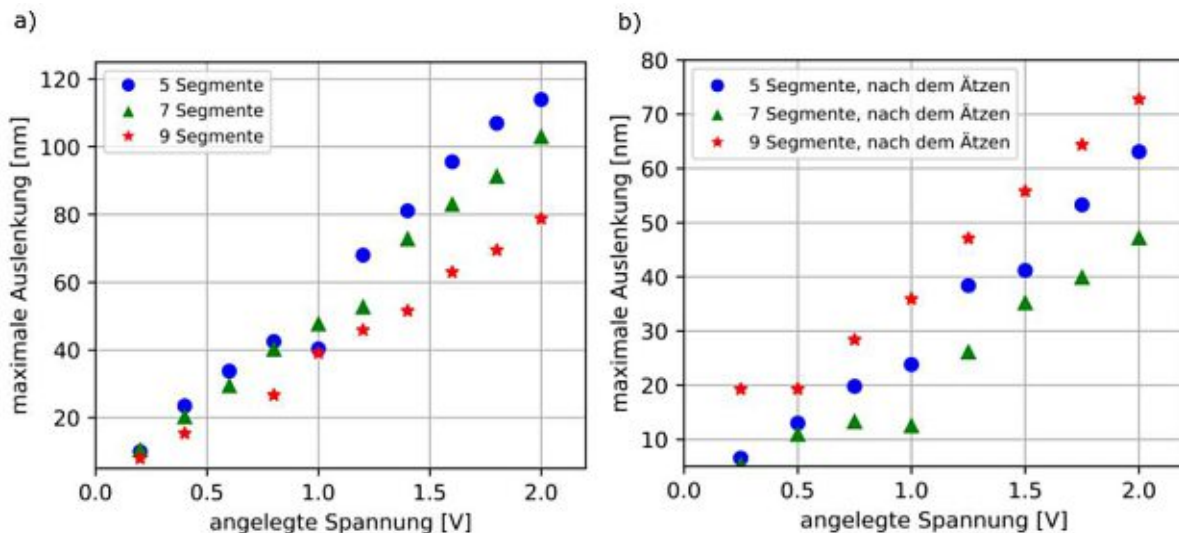 a)
maximale Auslenkung [nm]
120
100
80
60
40
20
5 Segmente
7 Segmente
9 Segmente
0.0 0.5 1.0 1.5 2.0
angelegte Spannung [V]
b)
maximale Auslenkung [nm]
80
70
60
50
40
30
20
10
5 Segmente, nach dem Ätzen
7 Segmente, nach dem Ätzen
9 Segmente, nach dem Ätzen
0.0 0.5 1.0 1.5 2.0
angelegte Spannung [V]